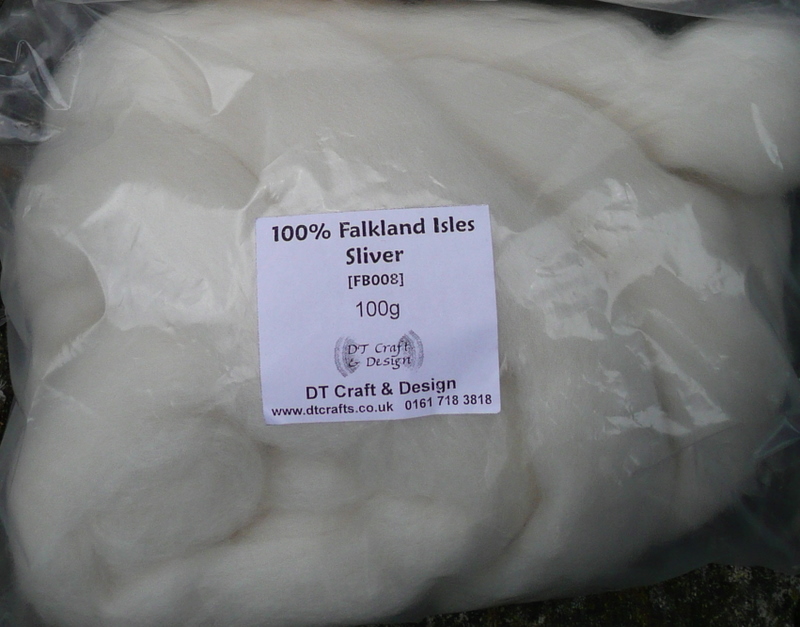 100% Falkland Isles
Sliver
[FB008]
100g
DT Craft
& Design
DT Craft & Design
www.dtcrafts.co.uk 0161 718 3818